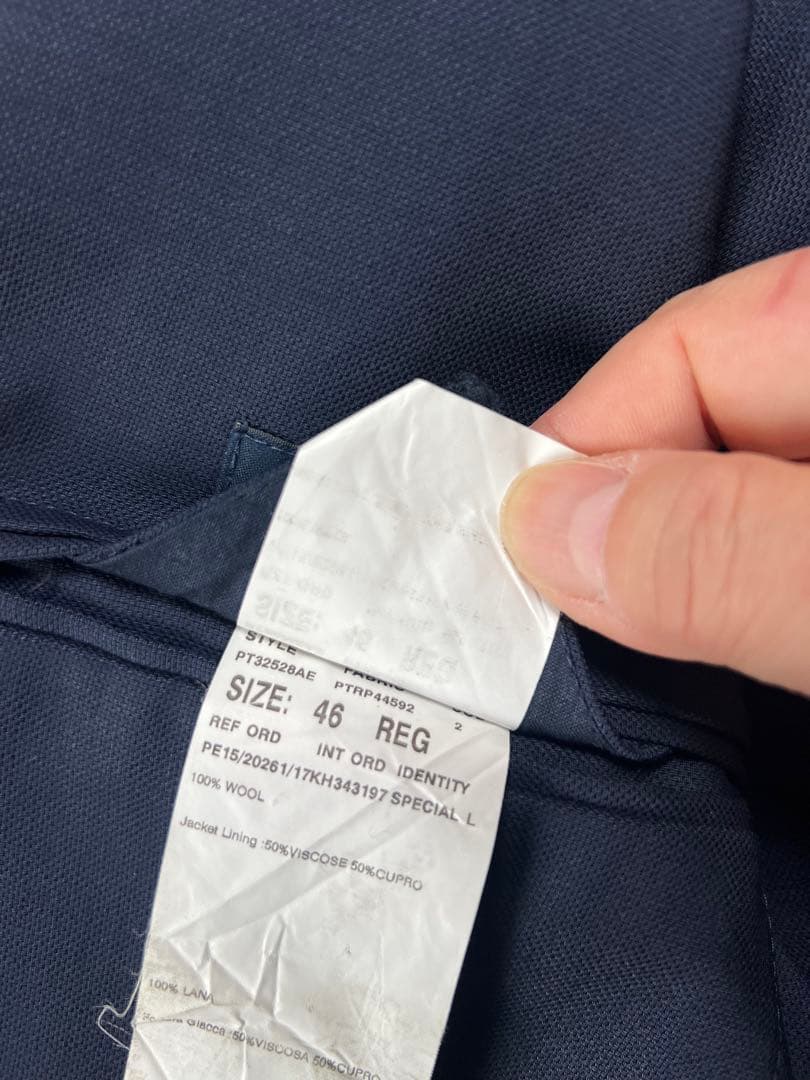 STYLE
PT32528AE PTRP44592 2
SIZE: 46 REG
REF ORD INT ORD IDENTITY
PE15/20261/17KH343197 SPECIAL L
100% WOOL
Jacket Lining :50%VISCOSE 50%CUPRO
100% LANA
Giacca :50%VISCOSA 50%CUPRO